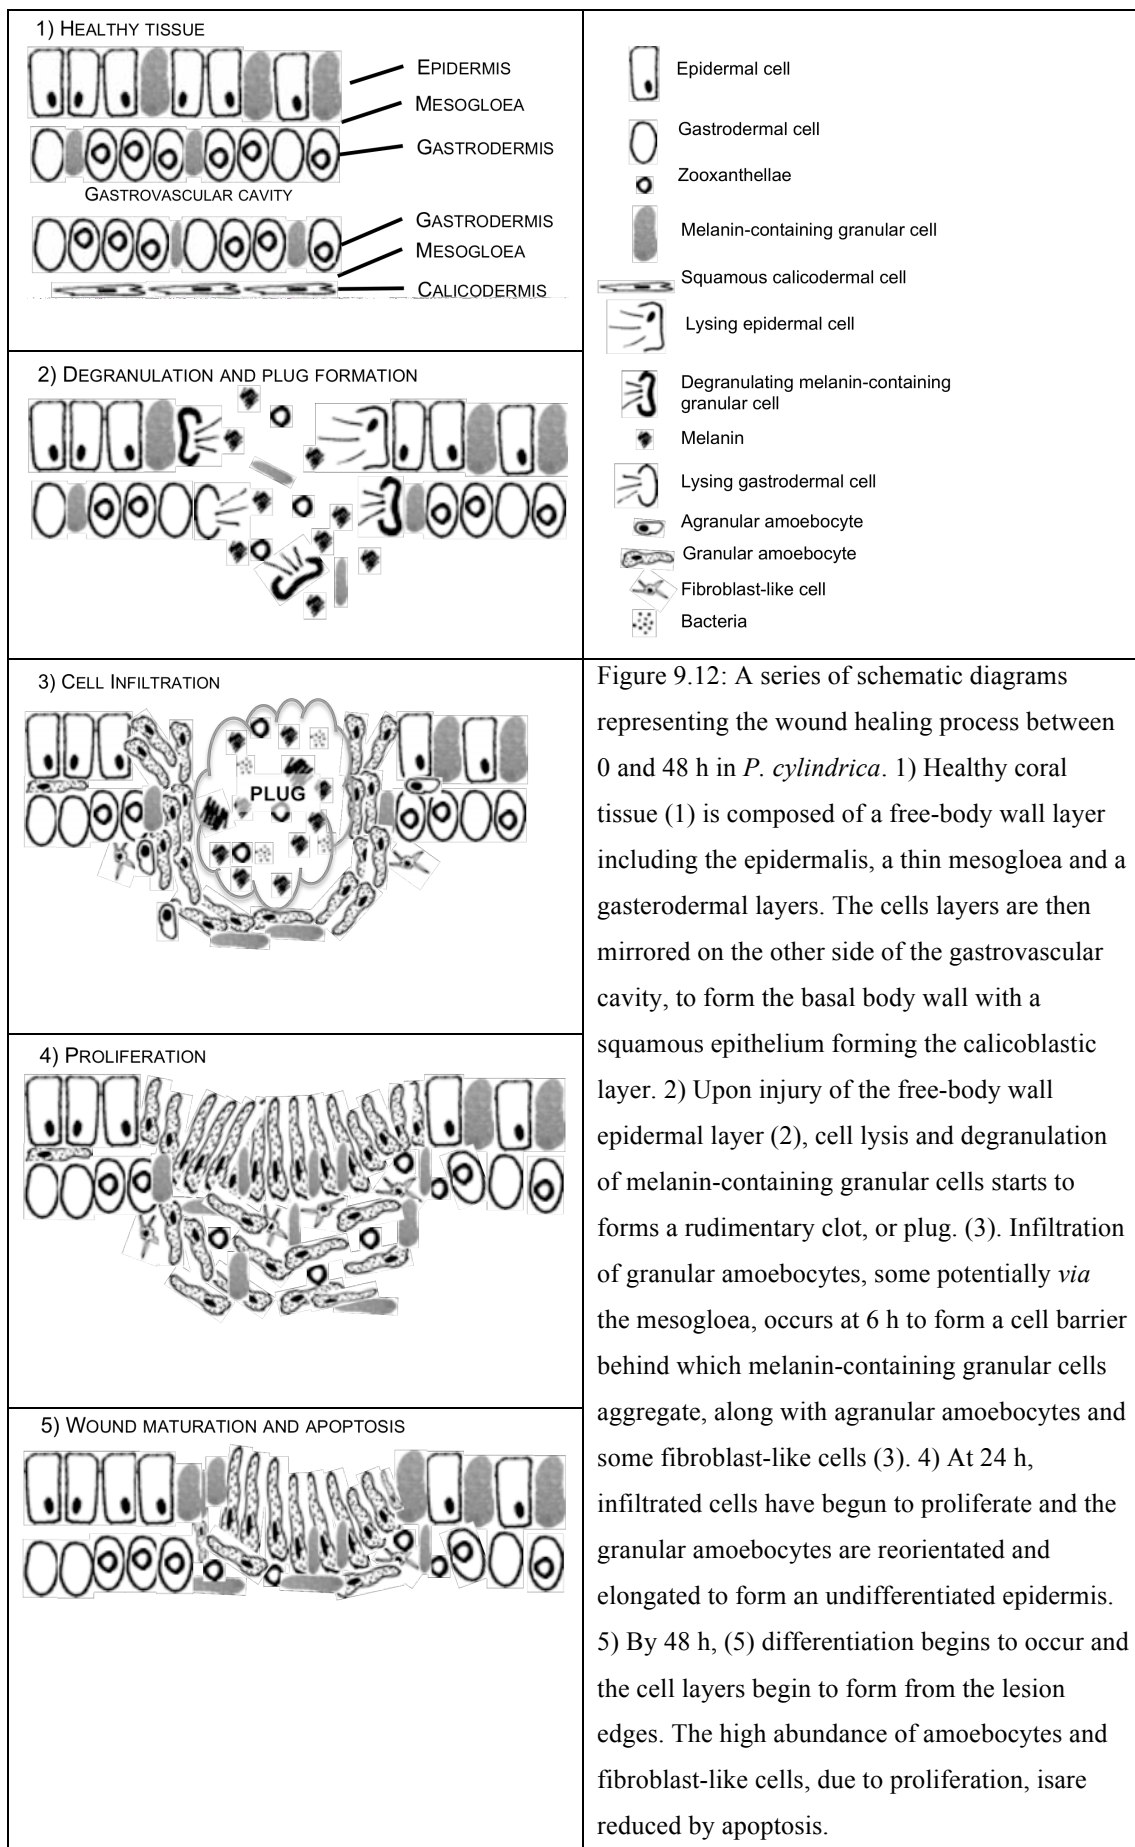 1) HEALTHY TISSUE
EPIDERMIS
MESOGLOEA
GASTRODERMIS
GASTROVASCULAR CAVITY
GASTRODERMIS
MESOGLOEA
CALICODERMIS
Epidermal cell
Gastrodermal cell
Zooxanthellae
Melanin-containing granular cell
Squamous calicodermal cell
Lysing epidermal cell
Degranulating melanin-containing
granular cell
Melanin
Lysing gastrodermal cell
Agranular amoebocyte
Granular amoebocyte
Fibroblast-like cell
Bacteria
2) DEGRANULATION AND PLUG FORMATION
3) CELL INFILTRATION
PLUG
4) PROLIFERATION
5) WOUND MATURATION AND APOPTOSIS
Figure 9.12: A series of schematic diagrams
representing the wound healing process between
0 and 48 h in P. cylindrica. 1) Healthy coral
tissue (1) is composed of a free-body wall layer
including the epidermalis, a thin mesogloea and a
gasterodermal layers. The cells layers are then
mirrored on the other side of the gastrovascular
cavity, to form the basal body wall with a
squamous epithelium forming the calicoblastic
layer. 2) Upon injury of the free-body wall
epidermal layer (2), cell lysis and degranulation
of melanin-containing granular cells starts to
forms a rudimentary clot, or plug. (3). Infiltration
of granular amoebocytes, some potentially via
the mesogloea, occurs at 6 h to form a cell barrier
behind which melanin-containing granular cells
aggregate, along with agranular amoebocytes and
some fibroblast-like cells (3). 4) At 24 h,
infiltrated cells have begun to proliferate and the
granular amoebocytes are reorientated and
elongated to form an undifferentiated epidermis.
5) By 48 h, (5) differentiation begins to occur and
the cell layers begin to form from the lesion
edges. The high abundance of amoebocytes and
fibroblast-like cells, due to proliferation, isare
reduced by apoptosis.